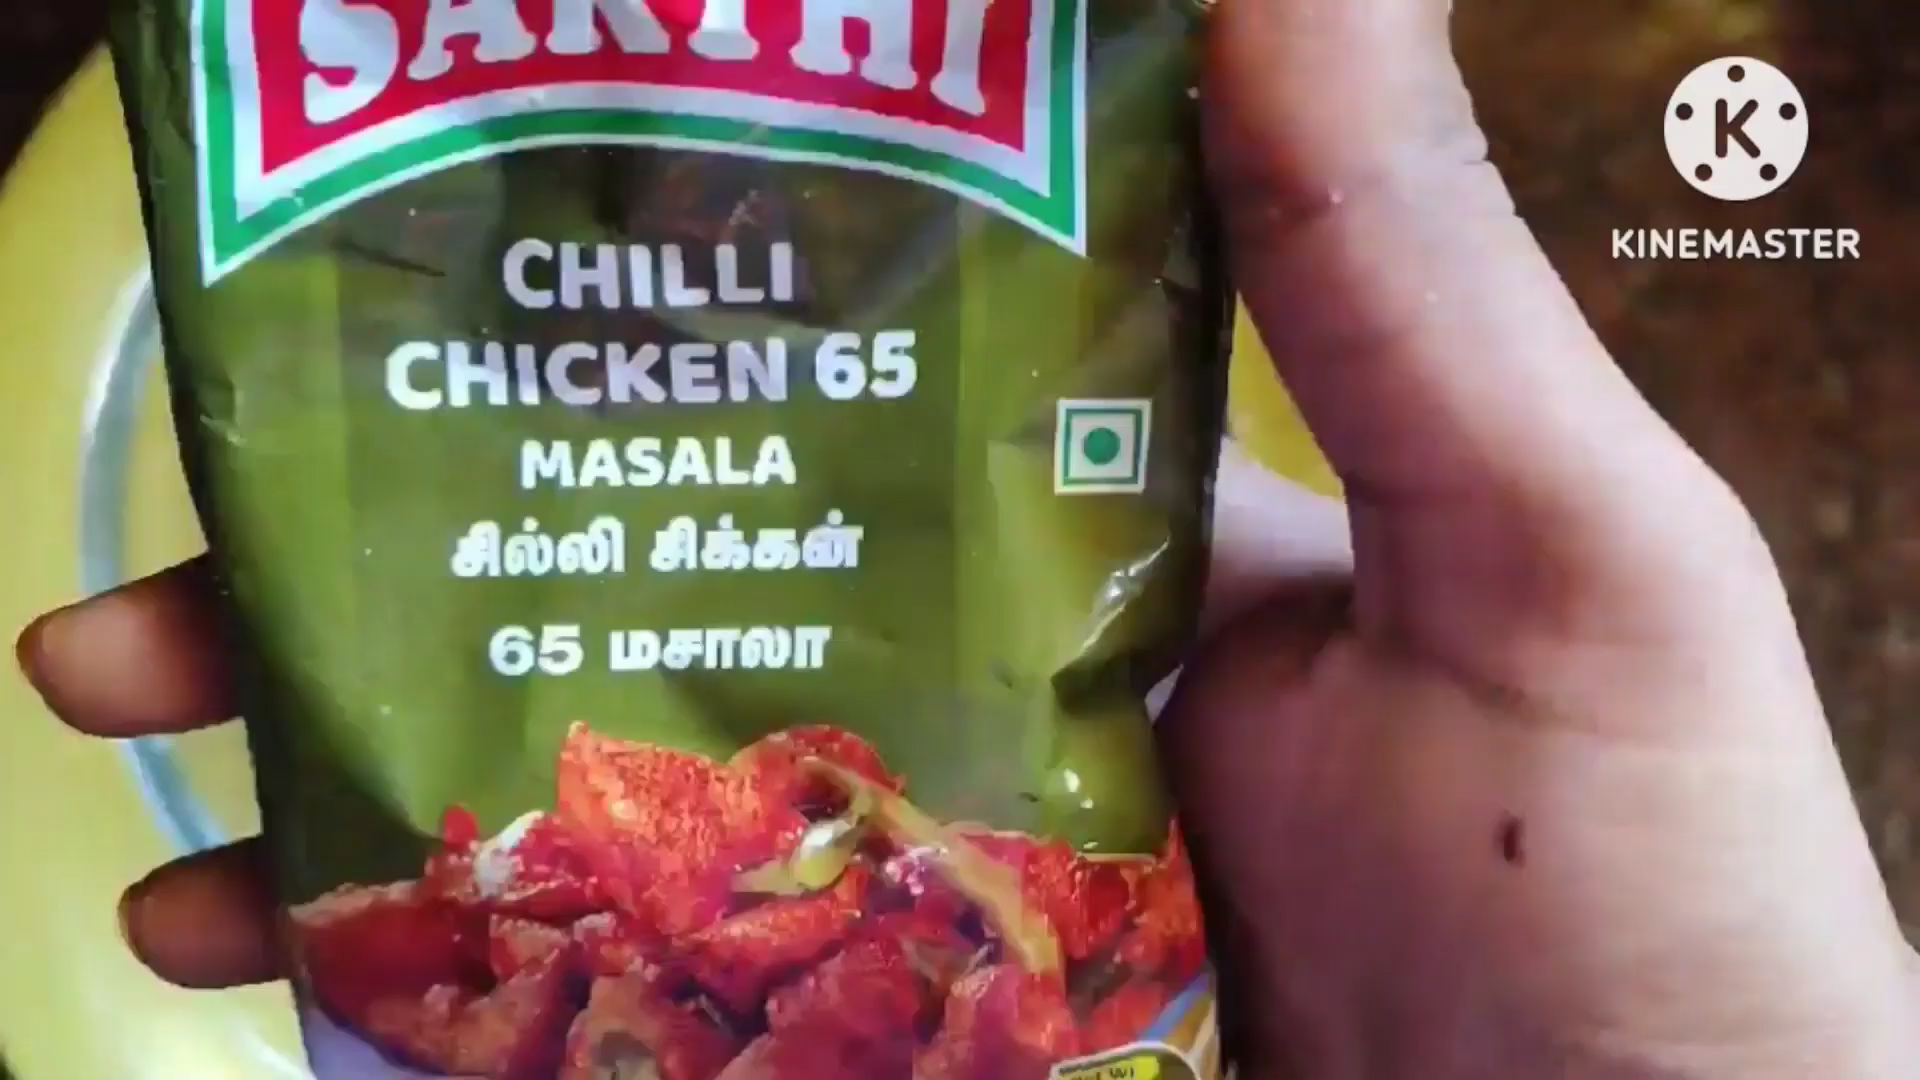 SAKTHI
K
KINEMASTER
CHILLI
CHICKEN 65
MASALA
சில்லி சிக்கன்
65 மசாலா